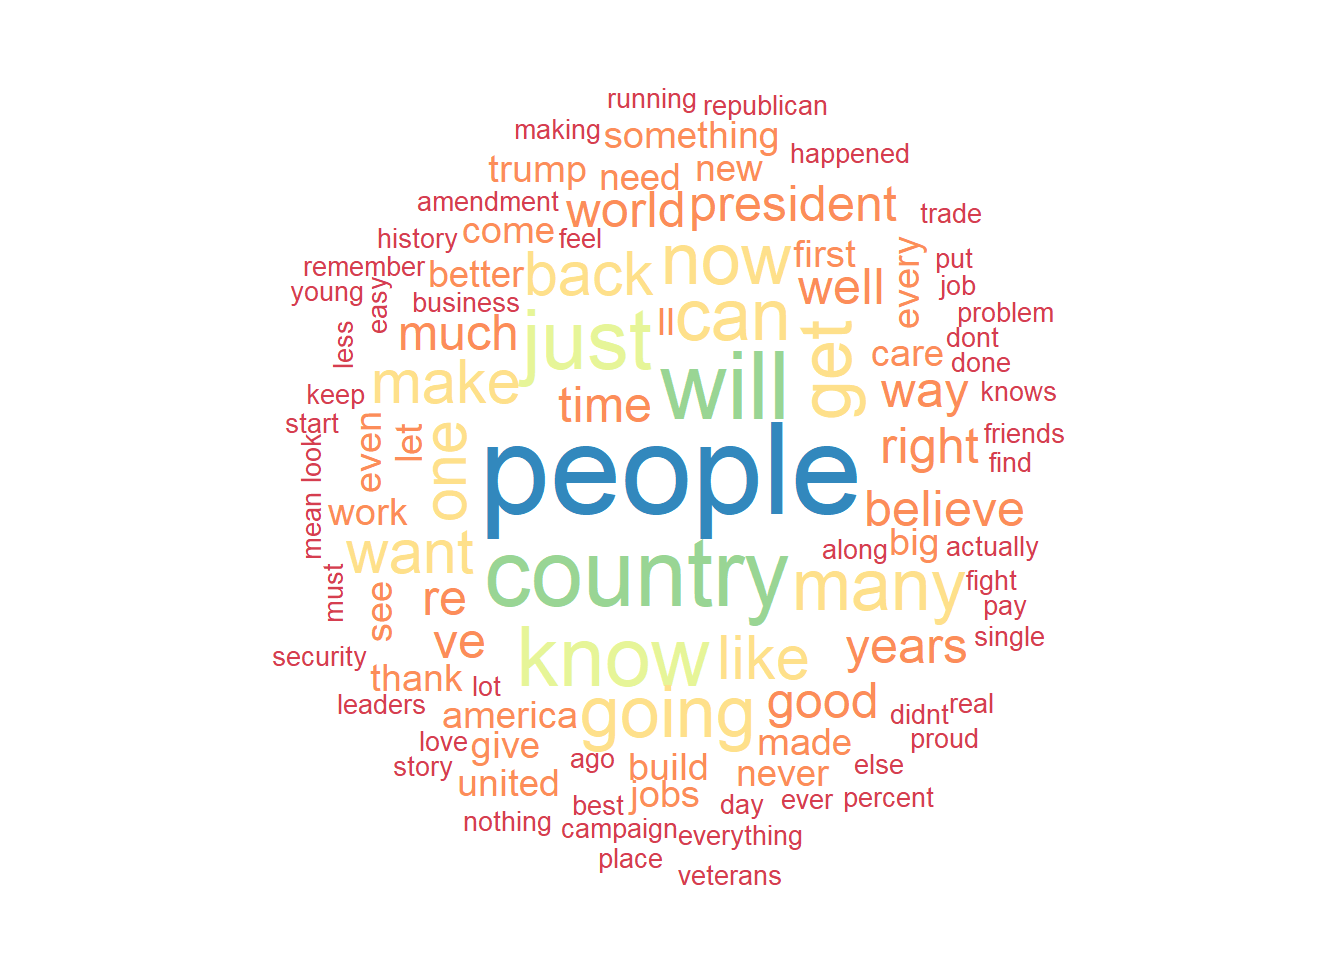 running
republican
making
something
happened
trump
need
new
amendment
world
president
trade
history
come
feel
now
first
every
put
remember
better
back
well
job
young
easy
business
ll
can
problem
less
much
just
get
dont
care
done
make
will
way
knows
keep
time
start
even
let
one
right
friends
look
find
people
mean
work
believe
want
country
along
big
actually
many
fight
must
see
re
pay
ve
know
like
years
single
security
thank
lot
leaders
america
going
good
didnt
real
love
give
made
proud
story
ago
build
never
else
united
jobs
best
day
ever
percent
nothing
campaign
everything
place
veterans